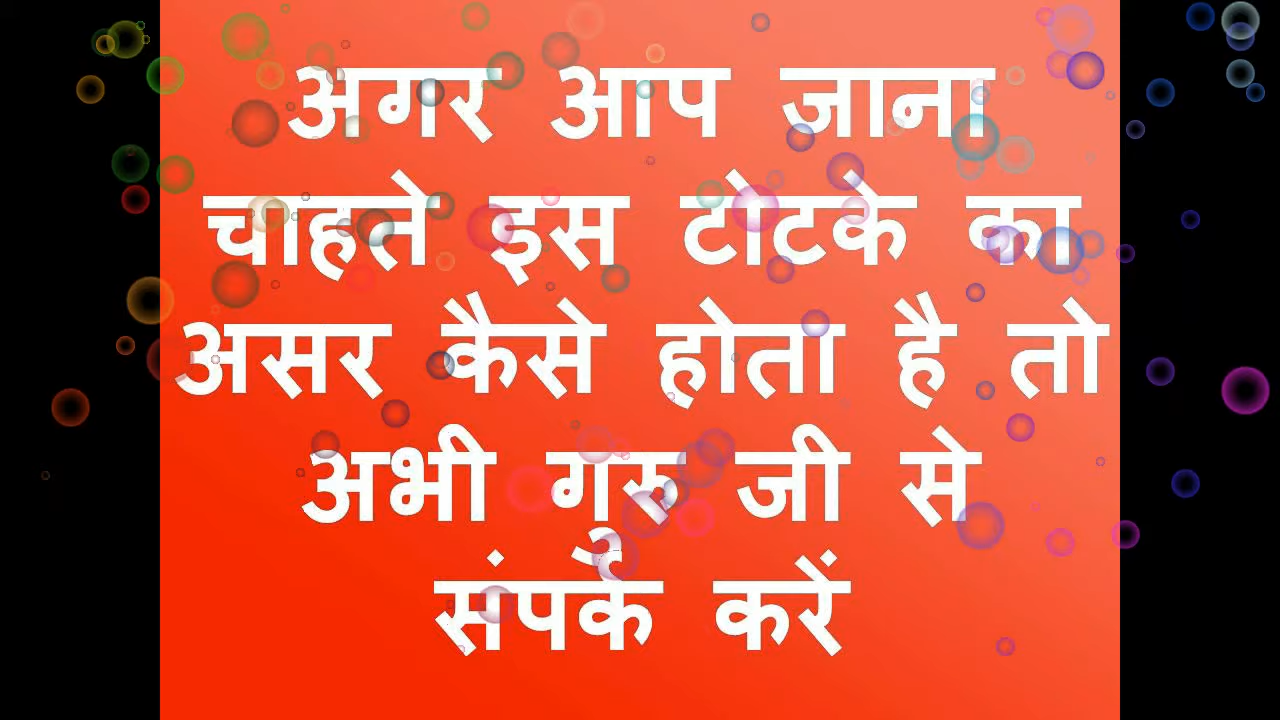 अगर आप जाना
चाहते इस टोटके का
असर कैसे होता है तो
अभी गुरु जी से
संपर्क करें